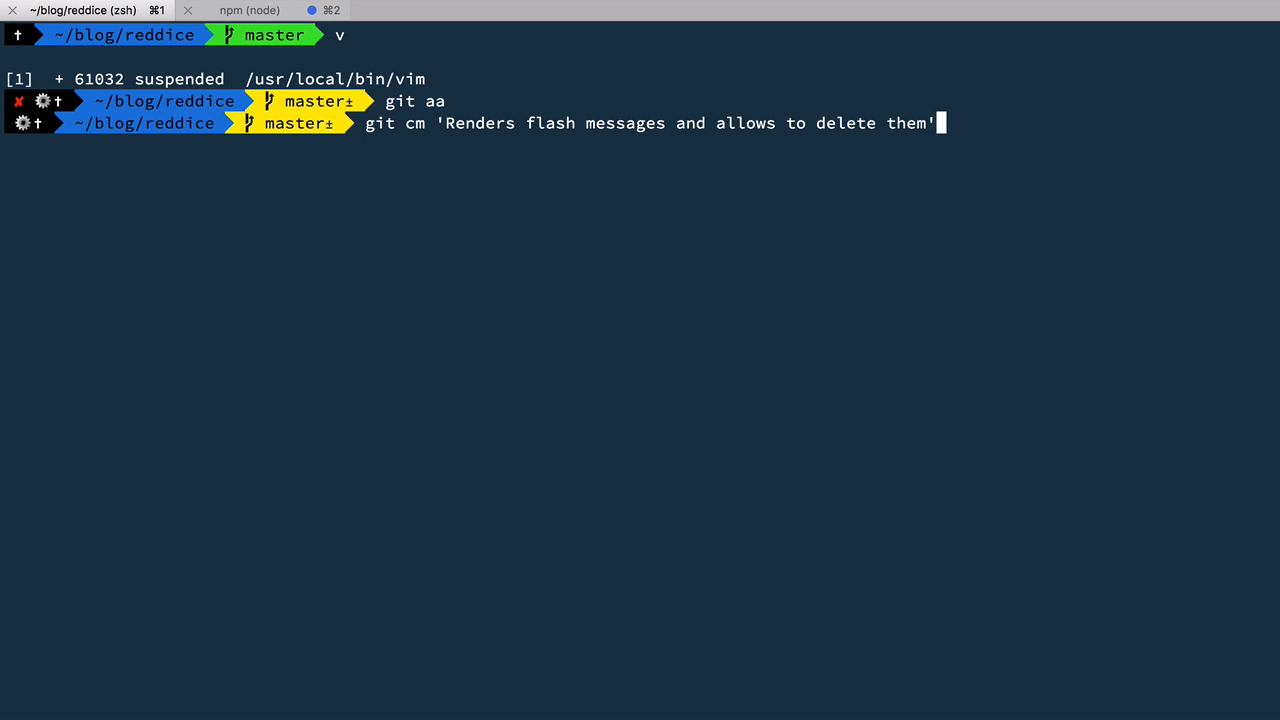 ~/blog/reddice (zsh) ⌘1 npm (node) ⌘2
~/blog/reddice master v
[1] + 61032 suspended /usr/local/bin/vim
✘ ⚙ † ~/blog/reddice master± git aa
⚙ † ~/blog/reddice master± git cm 'Renders flash messages and allows to delete them'